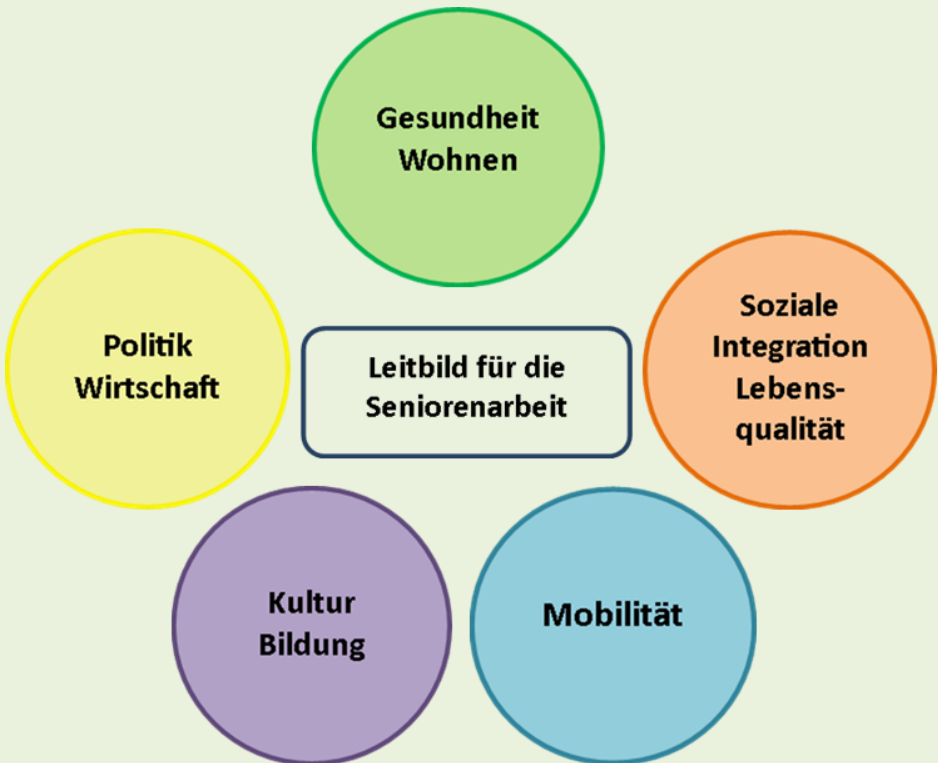 Gesundheit
Wohnen
Politik
Wirtschaft
Leitbild für die
Seniorenarbeit
Soziale
Integration
Lebens-
qualität
Kultur
Bildung
Mobilität